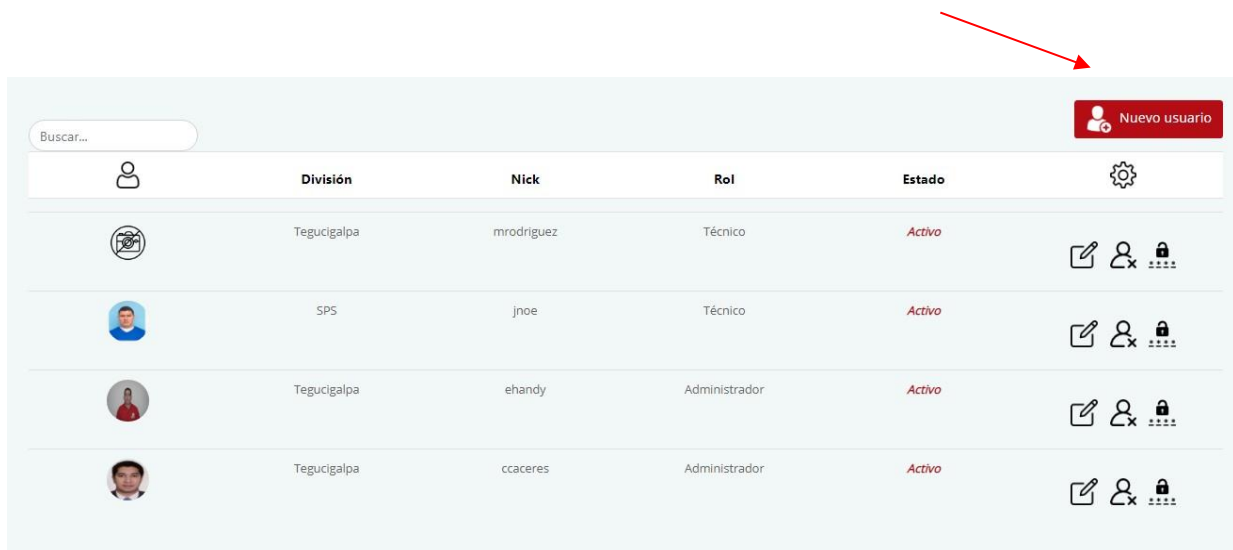 Nuevo usuario
Buscar...
División Nick Rol Estado
Tegucigalpa mrodriguez Técnico Activo
SPS jnoe Técnico Activo
Tegucigalpa ehandy Administrador Activo
Tegucigalpa ccaceres Administrador Activo